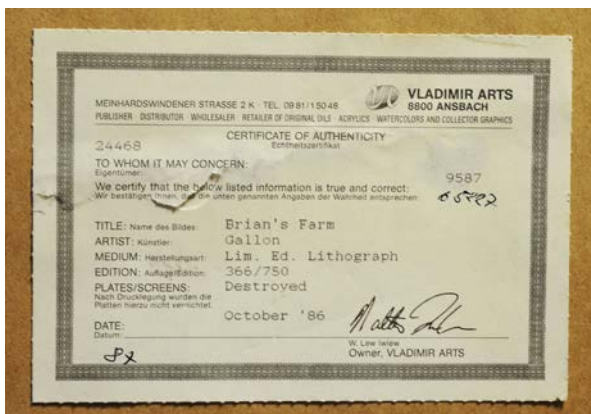 VLADIMIR ARTS
8800 ANSBACH
MEINHARDSWINDENER STRASSE 2 K · TEL. 0981/15048
PUBLISHER · DISTRIBUTOR · WHOLESALER · RETAILER OF ORIGINAL OILS · ACRYLICS · WATERCOLORS AND COLLECTOR GRAPHICS
CERTIFICATE OF AUTHENTICITY
Echtheitszertifikat
24468
TO WHOM IT MAY CONCERN:
Eigentümer:
9587
We certify that the below listed information is true and correct:
Wir bestätigen Ihnen, daß die unten genannten Angaben der Wahrheit entsprechen
TITLE: Name des Bildes: Brian's Farm
ARTIST: Künstler: Gallon
MEDIUM: Herstellungsart: Lim. Ed. Lithograph
EDITION: Auflage/Edition: 366/750
PLATES/SCREENS: Destroyed
Nach Drucklegung wurden die
Platten hierzu nicht vernichtet.
DATE: October '86
Datum:
W. Lew Iwlew
Owner, VLADIMIR ARTS